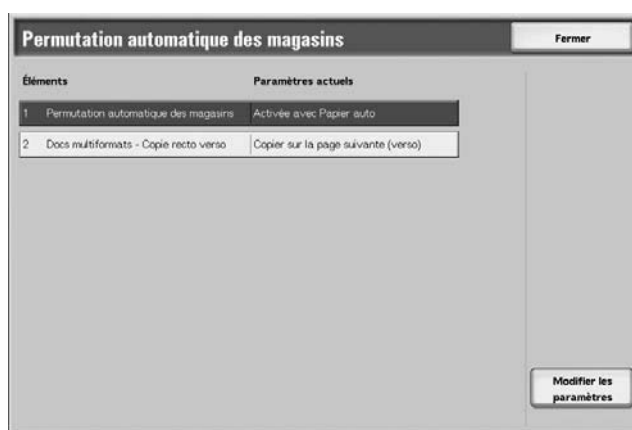 Permutation automatique des magasins
Fermer
Éléments Paramètres actuels
1 Permutation automatique des magasins Activée avec Papier auto
2 Docs multiformats - Copie recto verso Copier sur la page suivante (verso)
Modifier les
paramètres